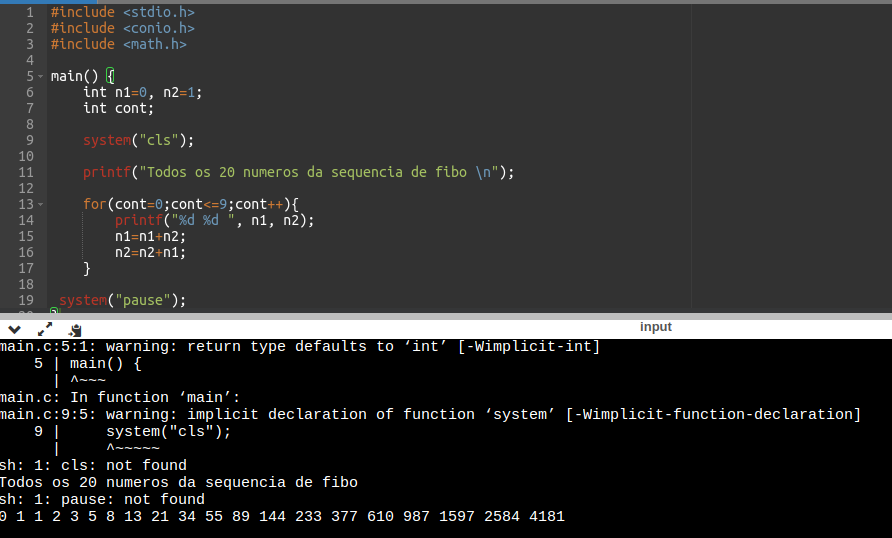 1 #include <stdio.h>
2 #include <conio.h>
3 #include <math.h>
4
5 main() {
6 int n1=0, n2=1;
7 int cont;
8
9 system("cls");
10
11 printf("Todos os 20 numeros da sequencia de fibo \n");
12
13 for(cont=0;cont<=9;cont++){
14 printf("%d %d ", n1, n2);
15 n1=n1+n2;
16 n2=n2+n1;
17 }
18
19 system("pause");
input
main.c:5:1: warning: return type defaults to ‘int’ [-Wimplicit-int]
5 | main() {
| ^~~~
main.c: In function ‘main’:
main.c:9:5: warning: implicit declaration of function ‘system’ [-Wimplicit-function-declaration]
9 | system("cls");
| ^~~~~~
sh: 1: cls: not found
Todos os 20 numeros da sequencia de fibo
sh: 1: pause: not found
0 1 1 2 3 5 8 13 21 34 55 89 144 233 377 610 987 1597 2584 4181